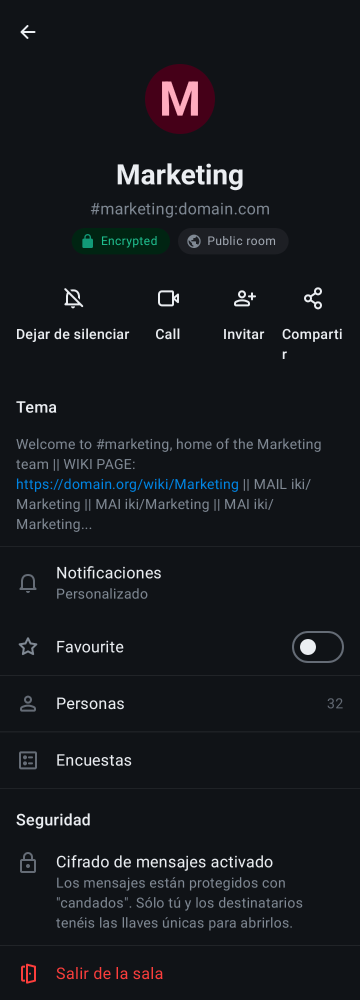 M
Marketing
#marketing:domain.com
Encrypted
Public room
Dejar de silenciar
Call
Invitar
Comparti
r
Tema
Welcome to #marketing, home of the Marketing
team || WIKI PAGE:
https://domain.org/wiki/Marketing || MAIL iki/
Marketing || MAI iki/Marketing || MAI iki/
Marketing...
Notificaciones
Personalizado
Favourite
Personas
32
Encuestas
Seguridad
Cifrado de mensajes activado
Los mensajes están protegidos con
"candados". Sólo tú y los destinatarios
tenéis las llaves únicas para abrirlos.
Salir de la sala